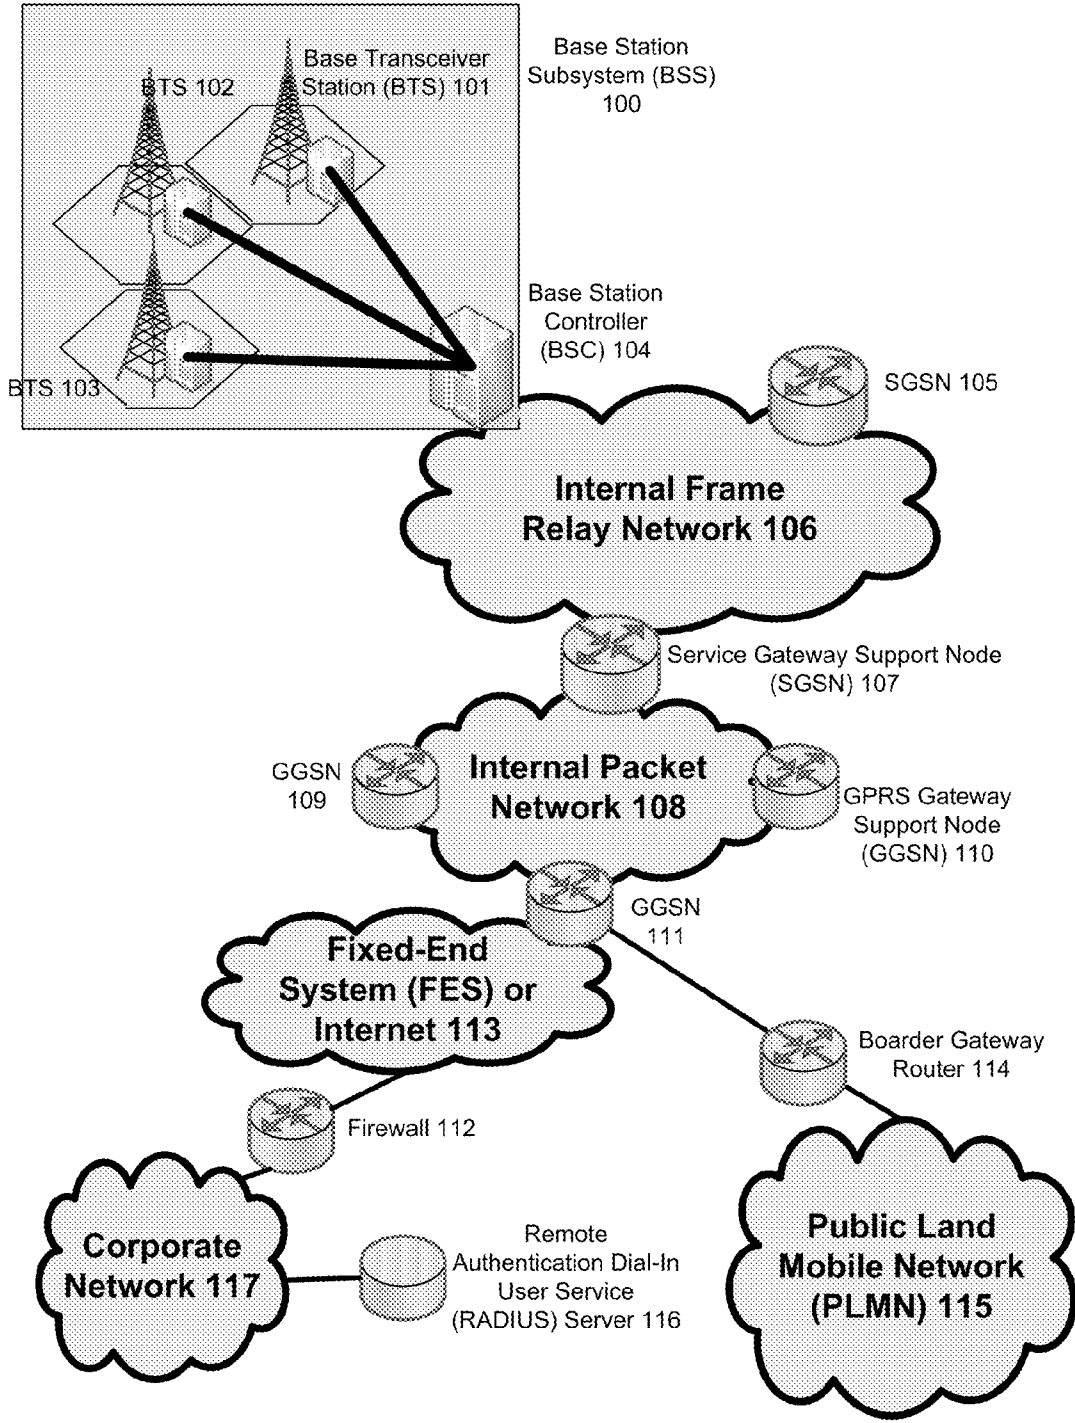 Base Transceiver
Station (BTS) 101
BTS 102
Base Station
Subsystem (BSS)
100
BTS 103
Base Station
Controller
(BSC) 104
SGSN 105
Internal Frame
Relay Network 106
Service Gateway Support Node
(SGSN) 107
Internal Packet
Network 108
GGSN
109
GPRS Gateway
Support Node
(GGSN) 110
GGSN
111
Fixed-End
System (FES) or
Internet 113
Boarder Gateway
Router 114
Firewall 112
Corporate
Network 117
Remote
Authentication Dial-In
User Service
(RADIUS) Server 116
Public Land
Mobile Network
(PLMN) 115